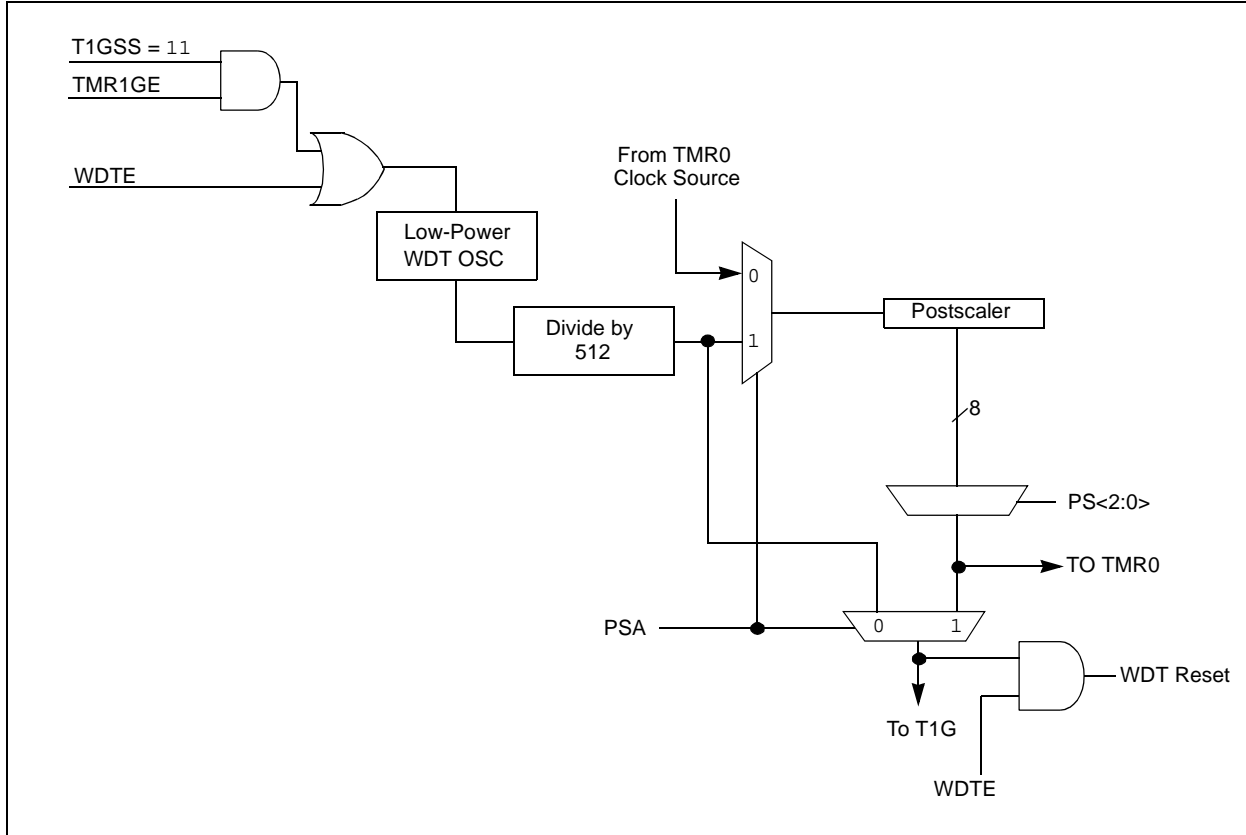 T1GSS = 11
TMR1GE
WDTE
From TMR0
Clock Source
Low-Power
WDT OSC
0
1
Divide by
512
Postscaler
8
PS<2:0>
TO TMR0
PSA
0
1
WDT Reset
To T1G
WDTE